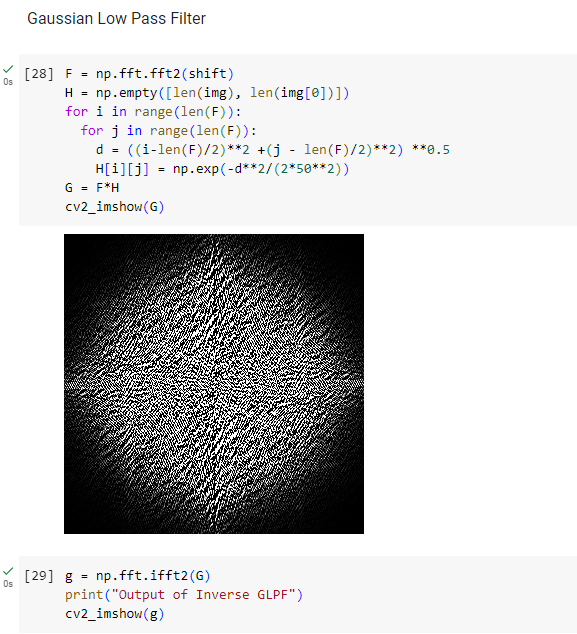 Gaussian Low Pass Filter
[28] F = np.fft.fft2(shift)
H = np.empty([len(img), len(img[0])])
for i in range(len(F)):
for j in range(len(F)):
d = ((i-len(F)/2)**2 +(j - len(F)/2)**2) **0.5
H[i][j] = np.exp(-d**2/(2*50**2))
G = F*H
cv2_imshow(G)
0s
[29] g = np.fft.ifft2(G)
print("Output of Inverse GLPF")
cv2_imshow(g)
0s